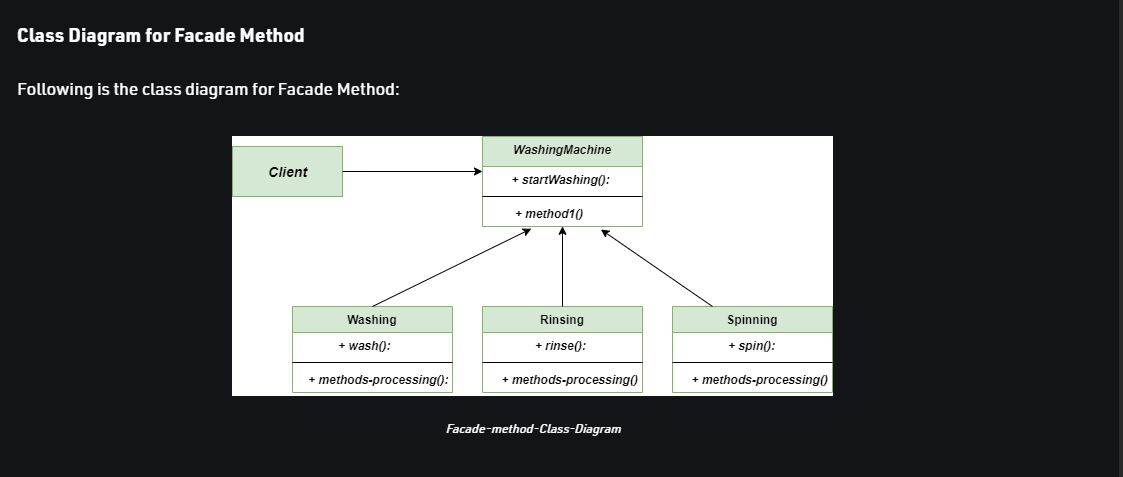 Class Diagram for Facade Method
Following is the class diagram for Facade Method:
WashingMachine
Client
+ startWashing():
+ method1()
Washing
Rinsing
Spinning
+ wash():
+ rinse():
+ spin():
+ methods-processing():
+ methods-processing()
+ methods-processing()
Facade-method-Class-Diagram